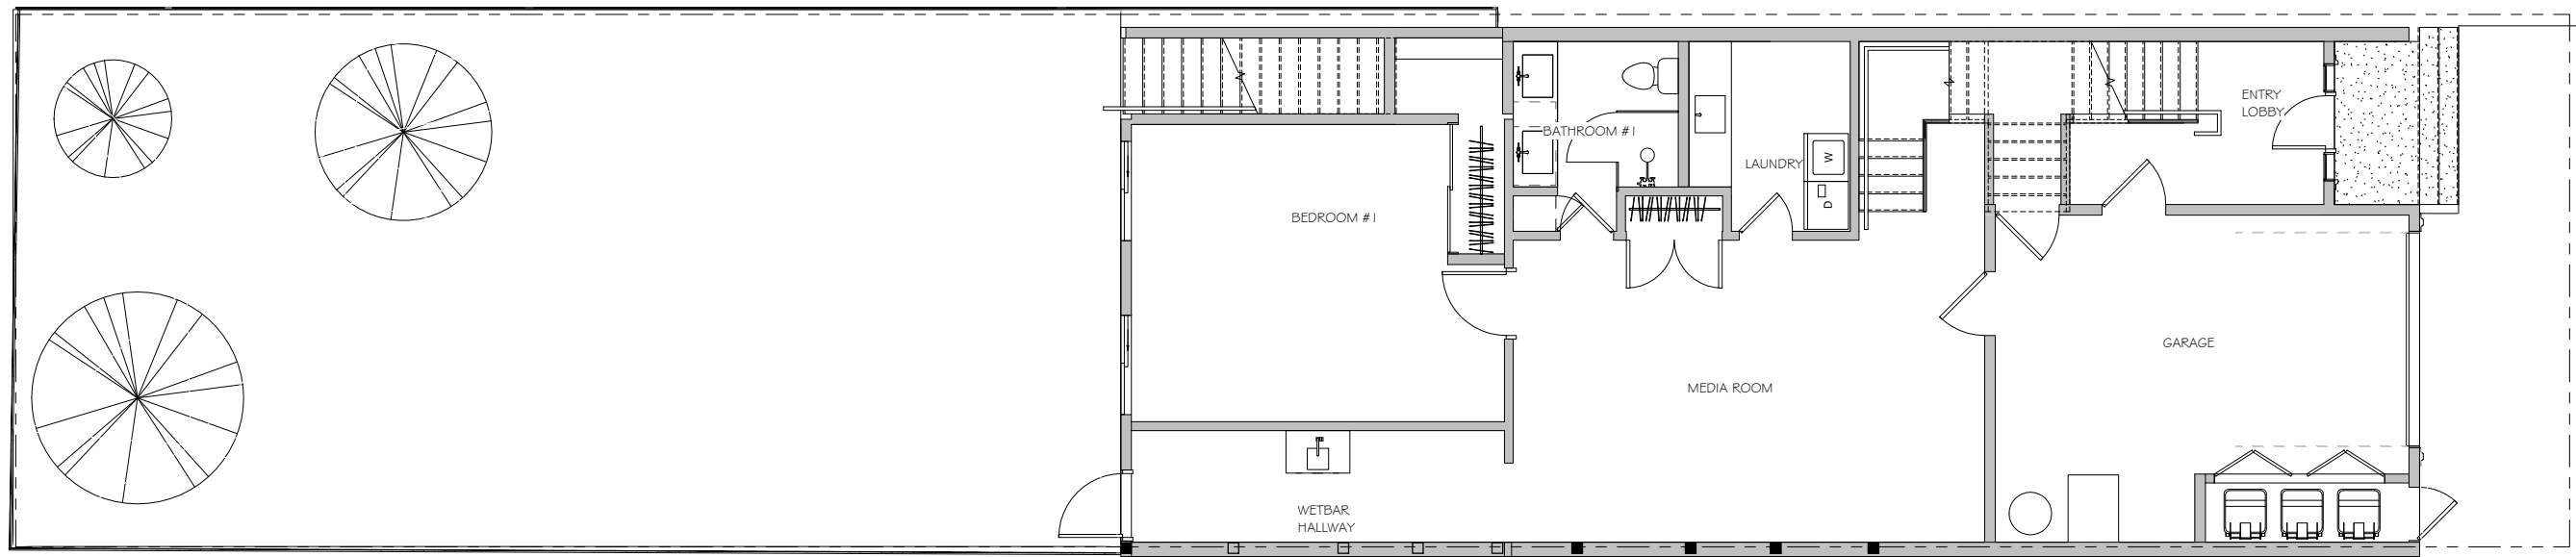 ENTRY
LOBBY
BATHROOM #1
LAUNDRY
W
D
BEDROOM #1
GARAGE
MEDIA ROOM
WETBAR
HALLWAY